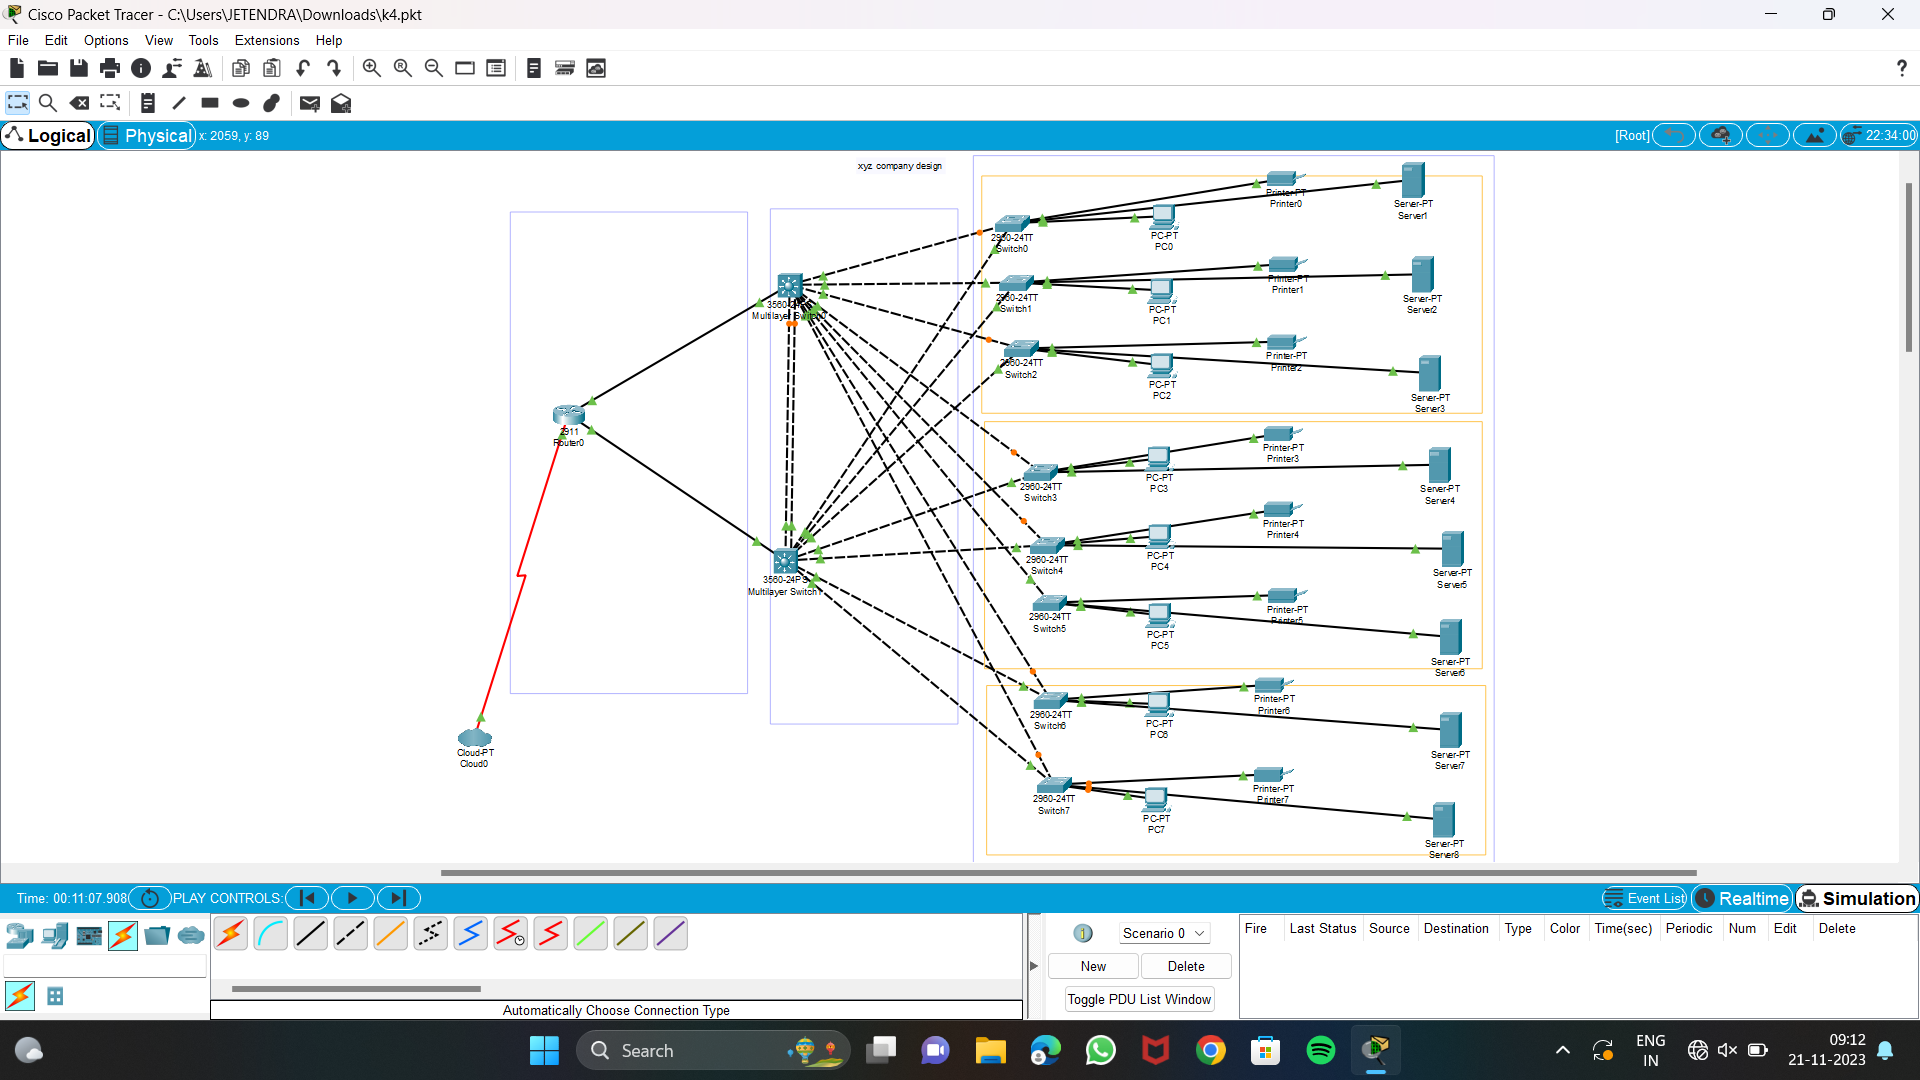 Cisco Packet Tracer - C:\Users\JETENDRA\Downloads\k4.pkt
File Edit Options View Tools Extensions Help
?
Logical Physical x: 2059, y: 89 [Root] 22:34:00
xyz company design
Printer-PT
Printer0
Server-PT
Server1
2960-24TT
Switch0
PC-PT
PC0
Printer-PT
Printer1
Server-PT
Server2
2960-24TT
Switch1
PC-PT
PC1
Multilayer Switch0
Printer-PT
Printer2
2960-24TT
Switch2
PC-PT
PC2
Server-PT
Server3
2911
Router0
Printer-PT
Printer3
PC-PT
PC3
2960-24TT
Switch3
Server-PT
Server4
Printer-PT
Printer4
PC-PT
PC4
2960-24TT
Switch4
Server-PT
Server5
3560-24PS
Multilayer Switch1
Printer-PT
Printer5
2960-24TT
Switch5
PC-PT
PC5
Server-PT
Server6
Printer-PT
Printer6
2960-24TT
Switch6
PC-PT
PC6
Server-PT
Server7
Cloud-PT
Cloud0
Printer-PT
Printer7
2960-24TT
Switch7
PC-PT
PC7
Server-PT
Server8
Time: 00:11:07.908 PLAY CONTROLS: Event List Realtime Simulation
Scenario 0
Fire Last Status Source Destination Type Color Time(sec) Periodic Num Edit Delete
New Delete
Toggle PDU List Window
Automatically Choose Connection Type
Search
ENG
IN
09:12
21-11-2023